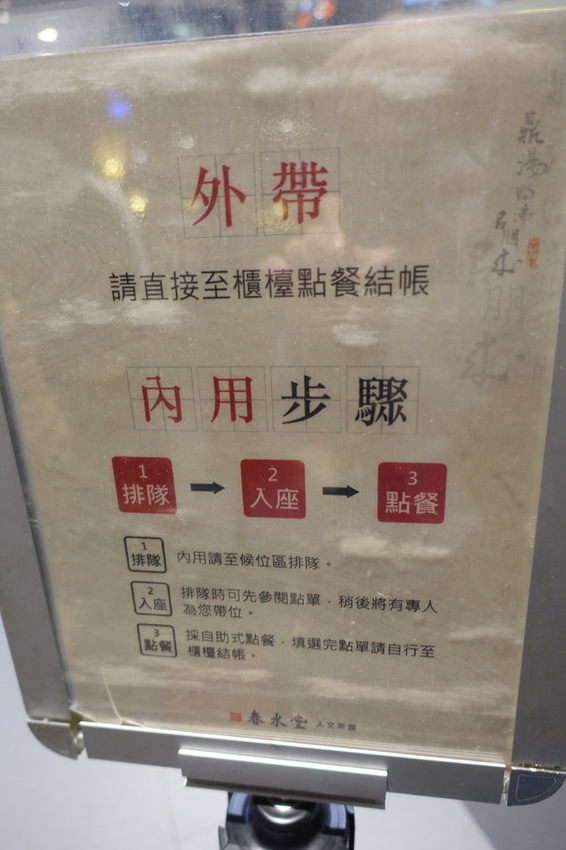 外帶
請直接至櫃檯點餐結帳
內用步驟
1 排隊 → 2 入座 → 3 點餐
1 排隊 內用請至候位區排隊。
2 入座 排隊時可先參閱點單，稍後將有專人
為您帶位。
3 點餐 採自助式點餐，填選完點單請自行至
櫃檯結帳。
春水堂 人文茶館